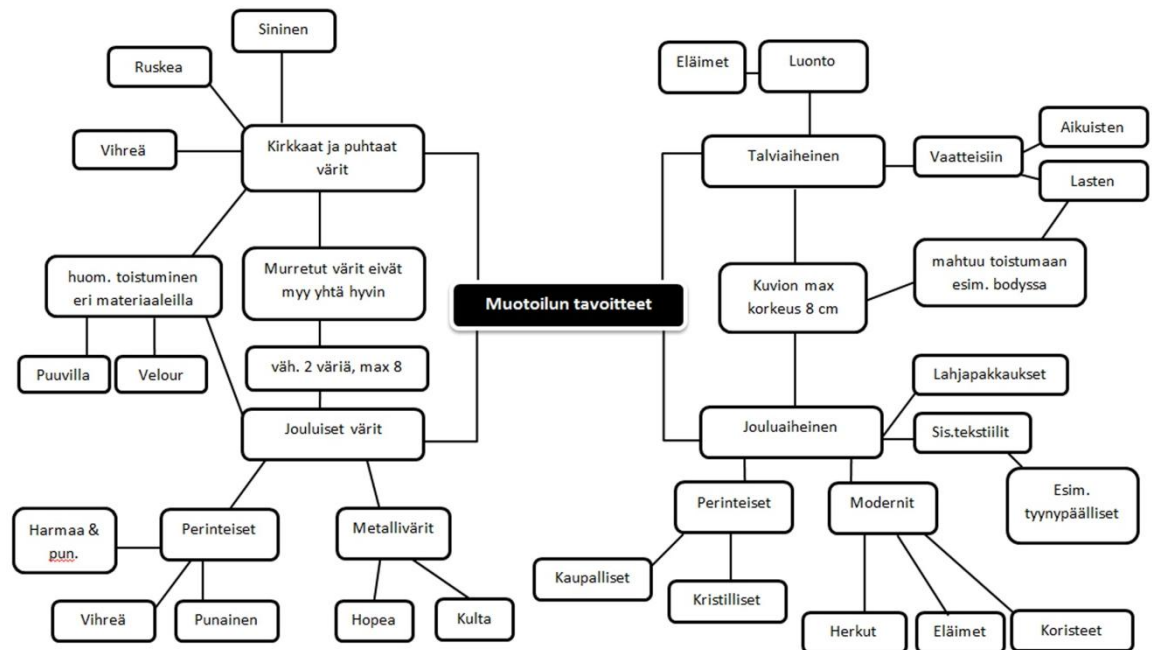 Sininen
Ruskea
Vihreä
Kirkkaat ja puhtaat
värit
huom. toistuminen
eri materiaaleilla
Murretut värit eivät
myy yhtä hyvin
Puuvilla
Velour
väh. 2 väriä, max 8
Jouluiset värit
Harmaa &
pun.
Perinteiset
Metallivärit
Vihreä
Punainen
Hopea
Kulta
Muotoilun tavoitteet
Eläimet
Luonto
Talviaiheinen
Vaatteisiin
Aikuisten
Lasten
Kuvion max
korkeus 8 cm
mahtuu toistumaan
esim. bodyssa
Jouluaiheinen
Lahjapakkaukset
Sis.tekstiilit
Esim.
tyynypäälliset
Perinteiset
Modernit
Kaupalliset
Kristilliset
Herkut
Eläimet
Koristeet